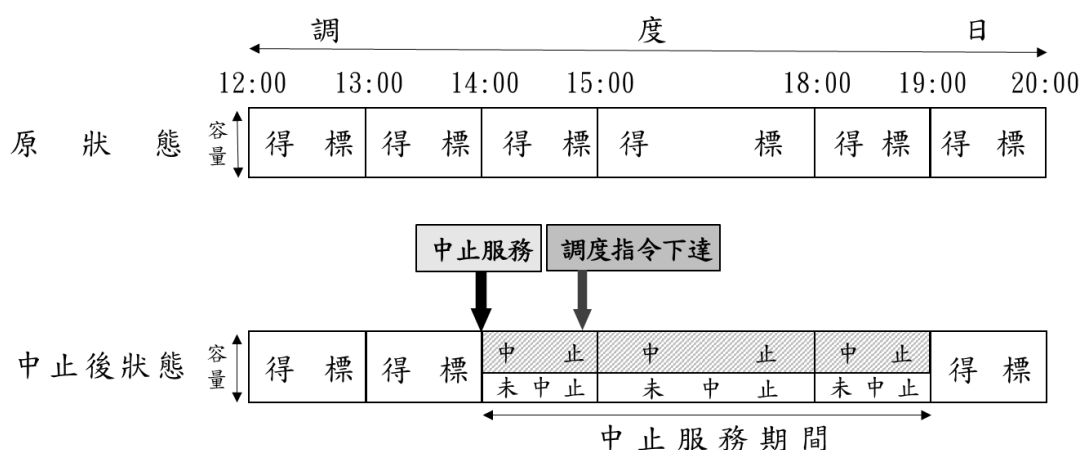 調 度 日
12:00 13:00 14:00 15:00 18:00 19:00 20:00
原狀態 容量 得標 得標 得標 得標 得標 得標
中止服務 調度指令下達
中止後狀態 容量 得標 得標 中止 中止 中止 得標
未中止 未中止 未中止
中止服務期間